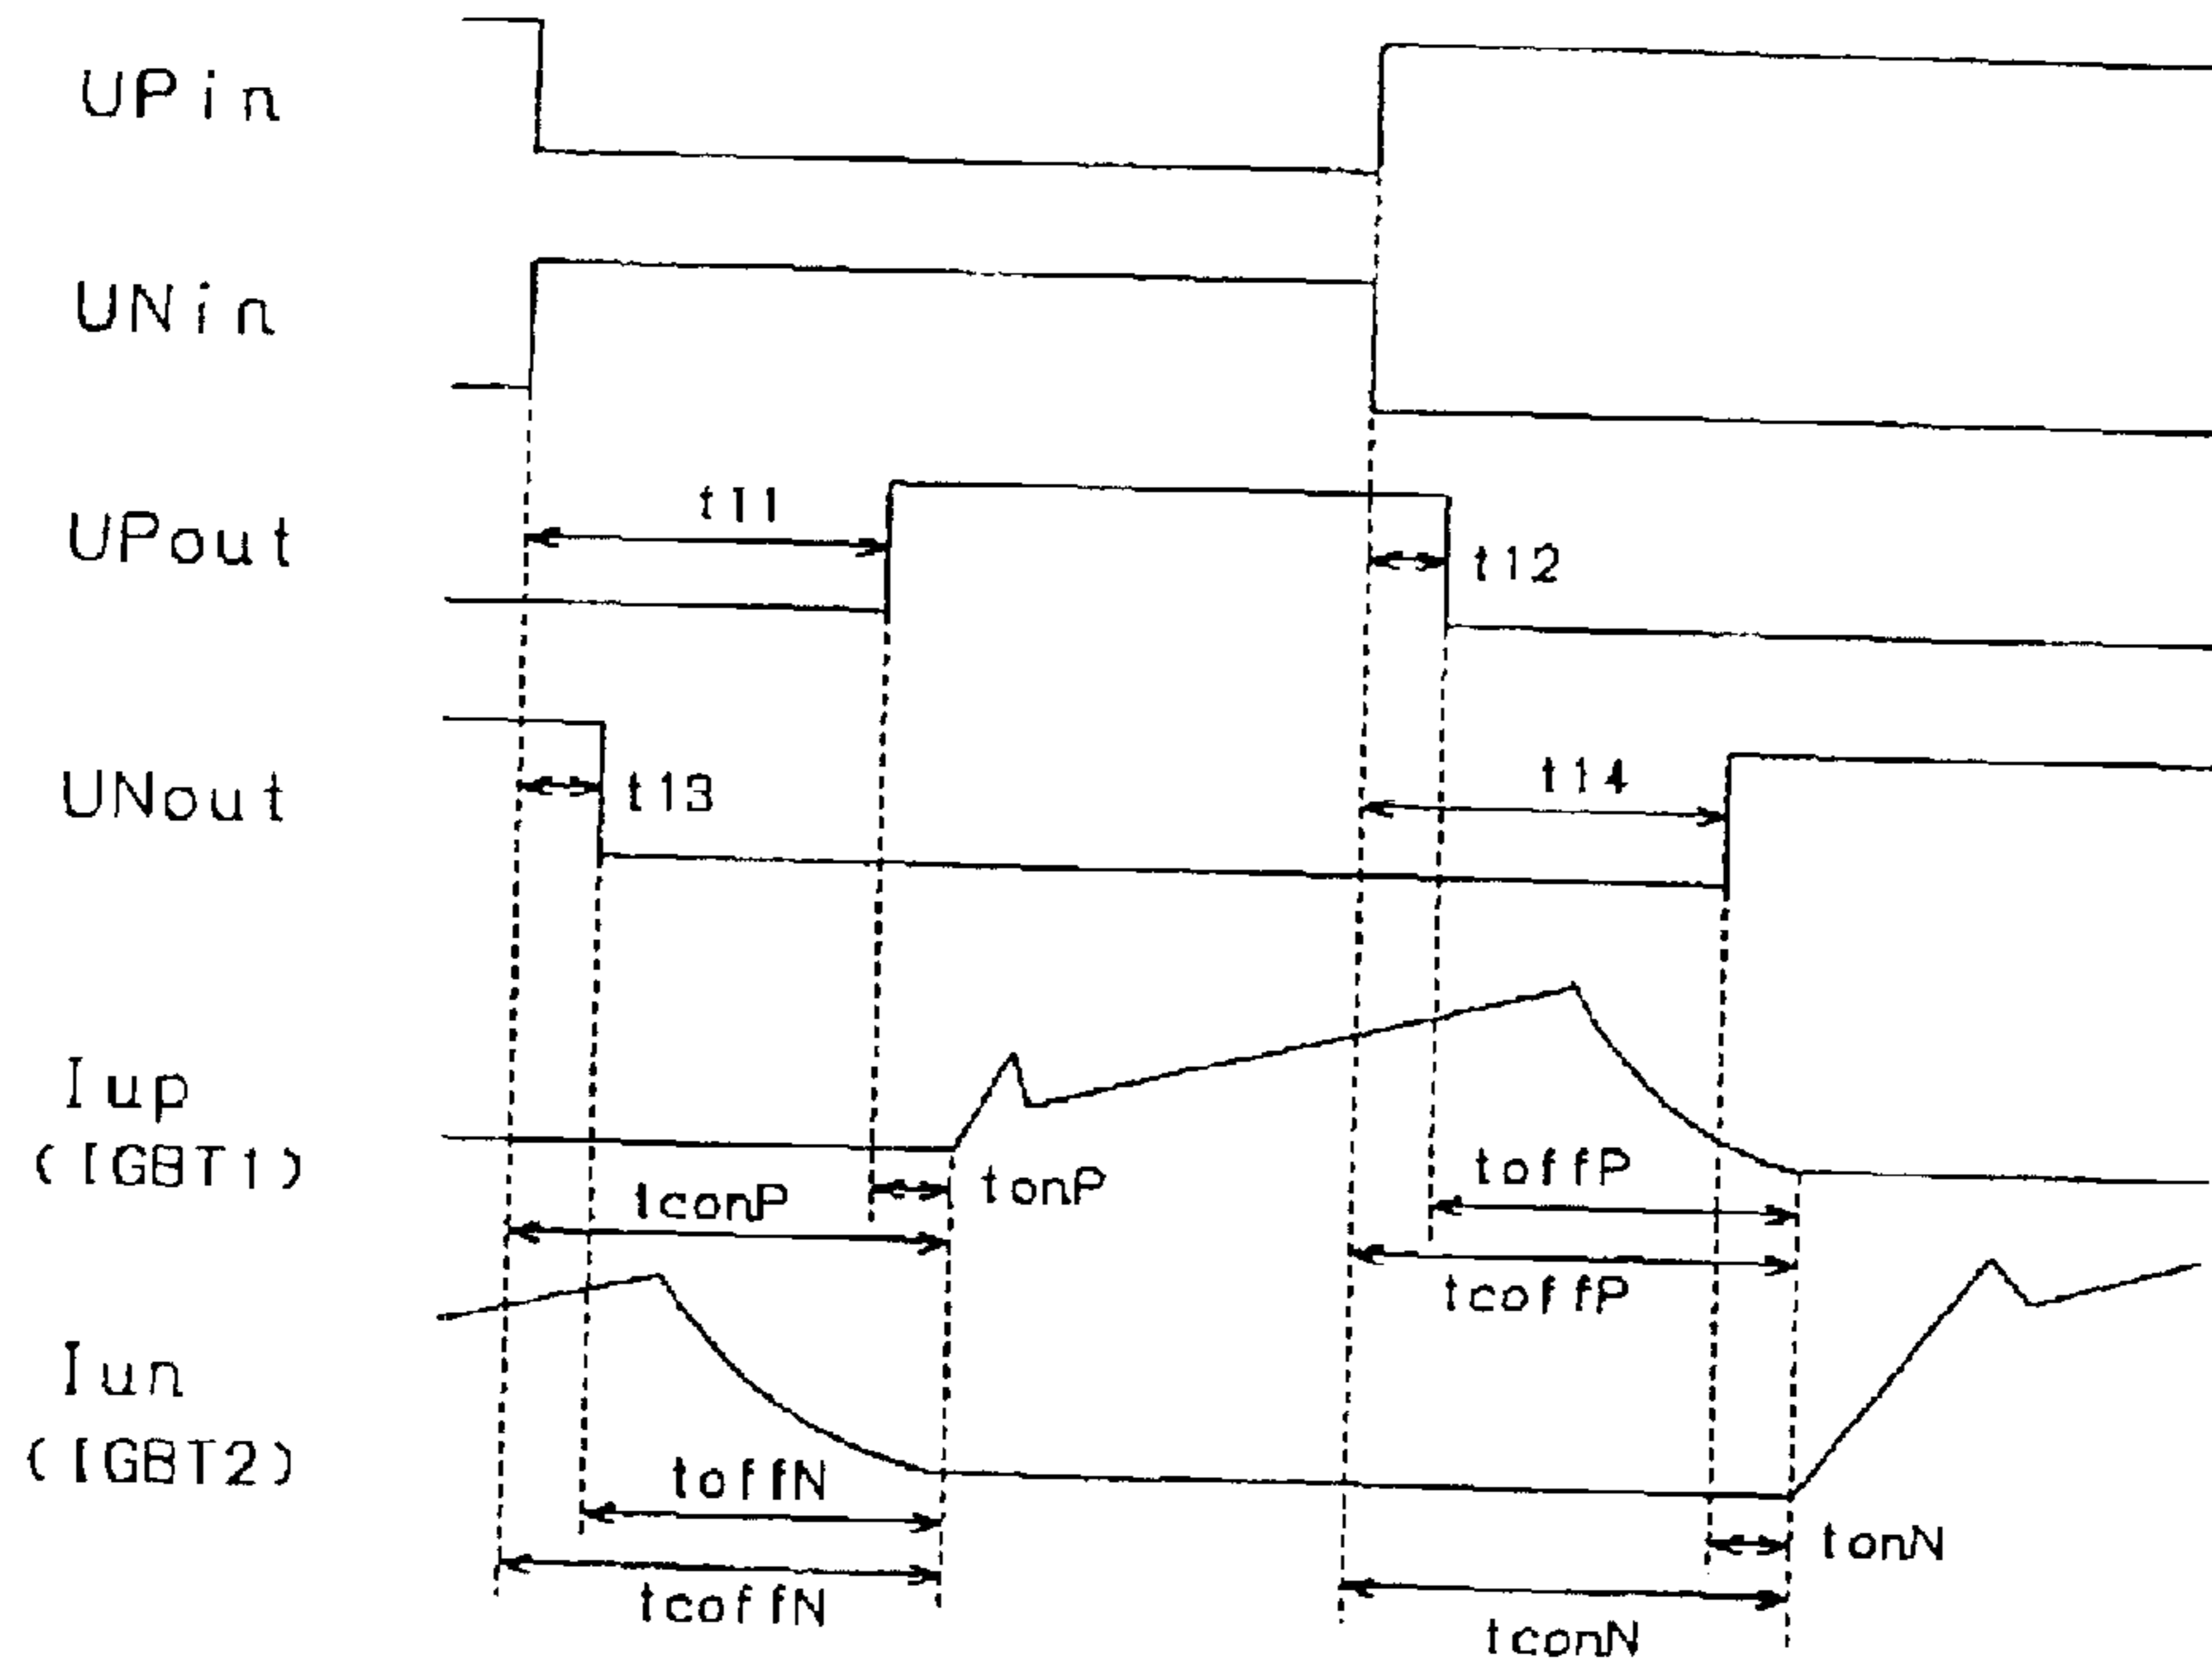 UPin
UNin
UPout
t11
t12
UNout
t13
t14
Iup
(IGBT1)
tconP
tonP
toffP
tcoffP
Iun
(IGBT2)
toffN
tcoffN
tonN
tconN